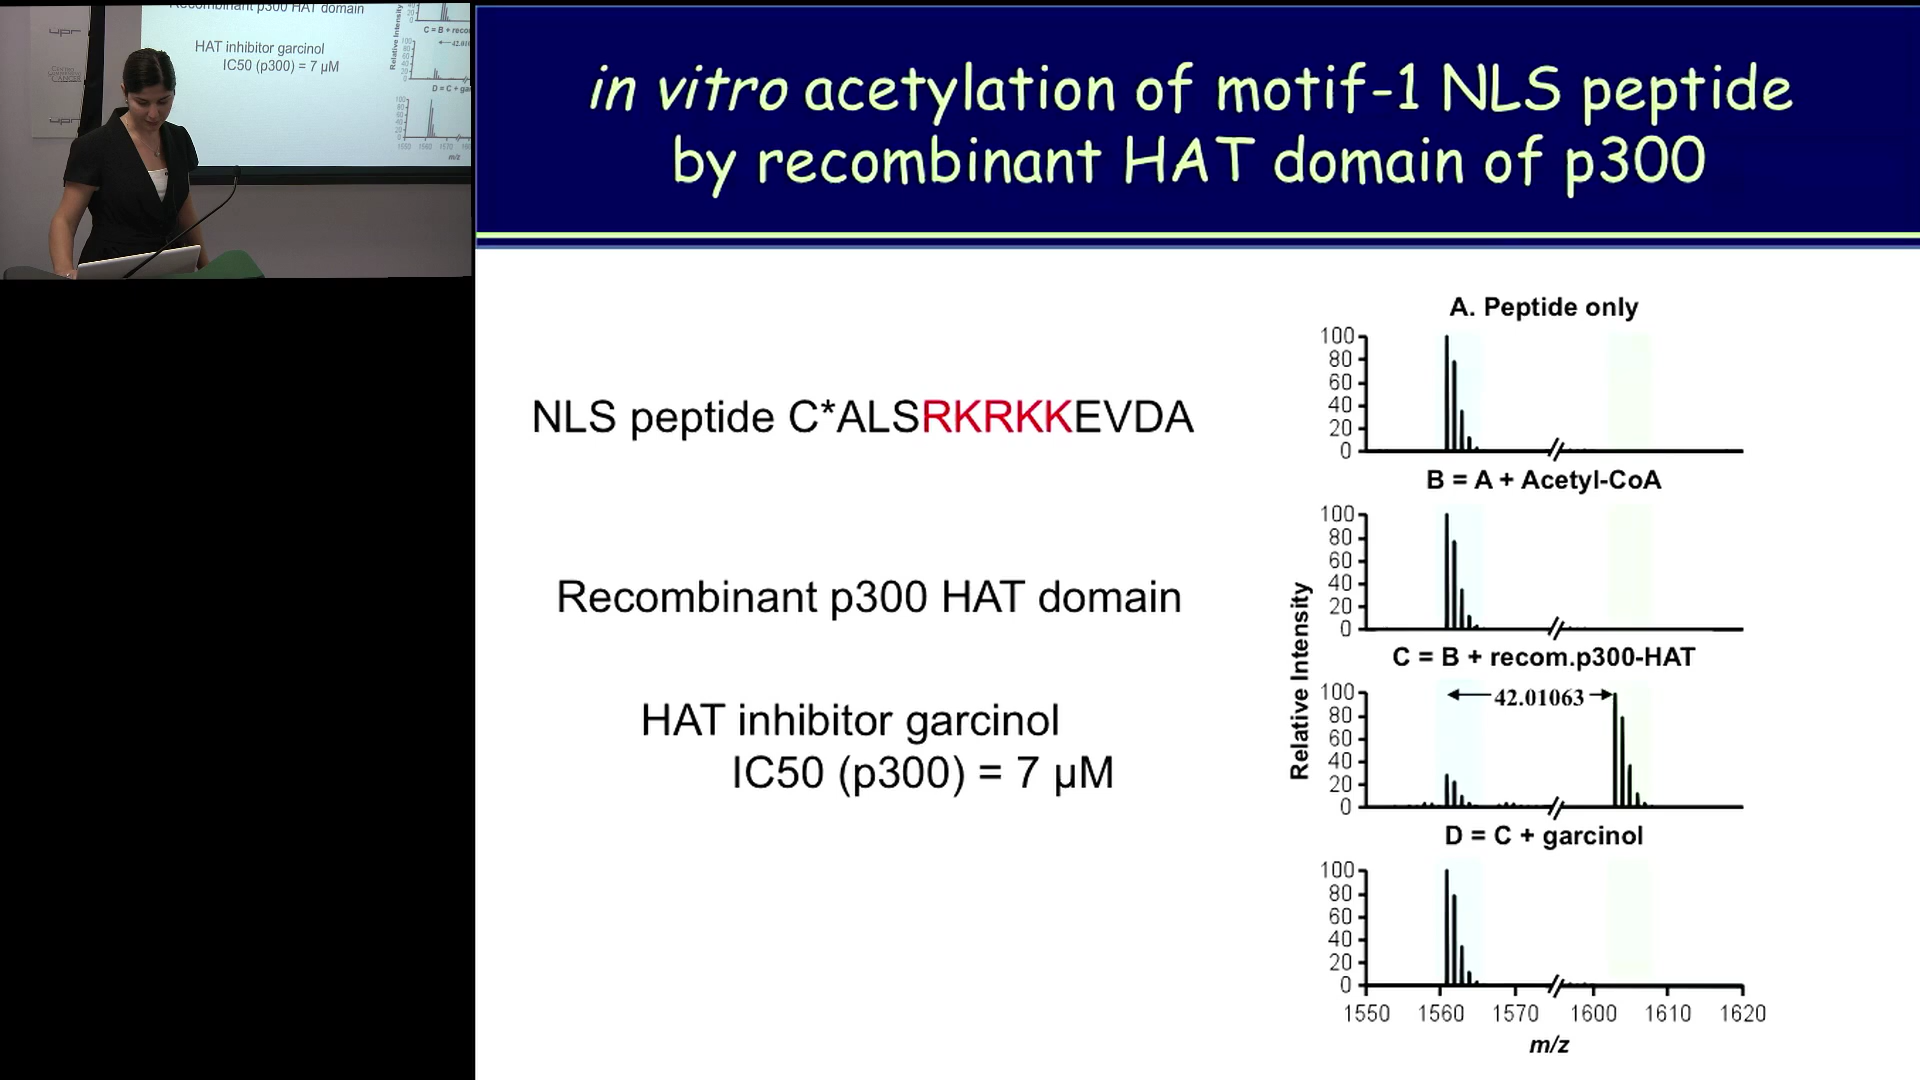 Recombinant p300 HAT domain
HAT inhibitor garcinol
IC50 (p300) = 7 µM
Relative Intensity
C = B + recom
42.01
D = C + ga
m/z
upr
CANCER
upr
in vitro acetylation of motif-1 NLS peptide
by recombinant HAT domain of p300
NLS peptide C*ALSRKRKKEVDA
Recombinant p300 HAT domain
HAT inhibitor garcinol
IC50 (p300) = 7 µM
Relative Intensity
A. Peptide only
100
80
60
40
20
0
B = A + Acetyl-CoA
100
80
60
40
20
0
C = B + recom.p300-HAT
42.01063
100
80
60
40
20
0
D = C + garcinol
100
80
60
40
20
0
1550 1560 1570 1600 1610 1620
m/z